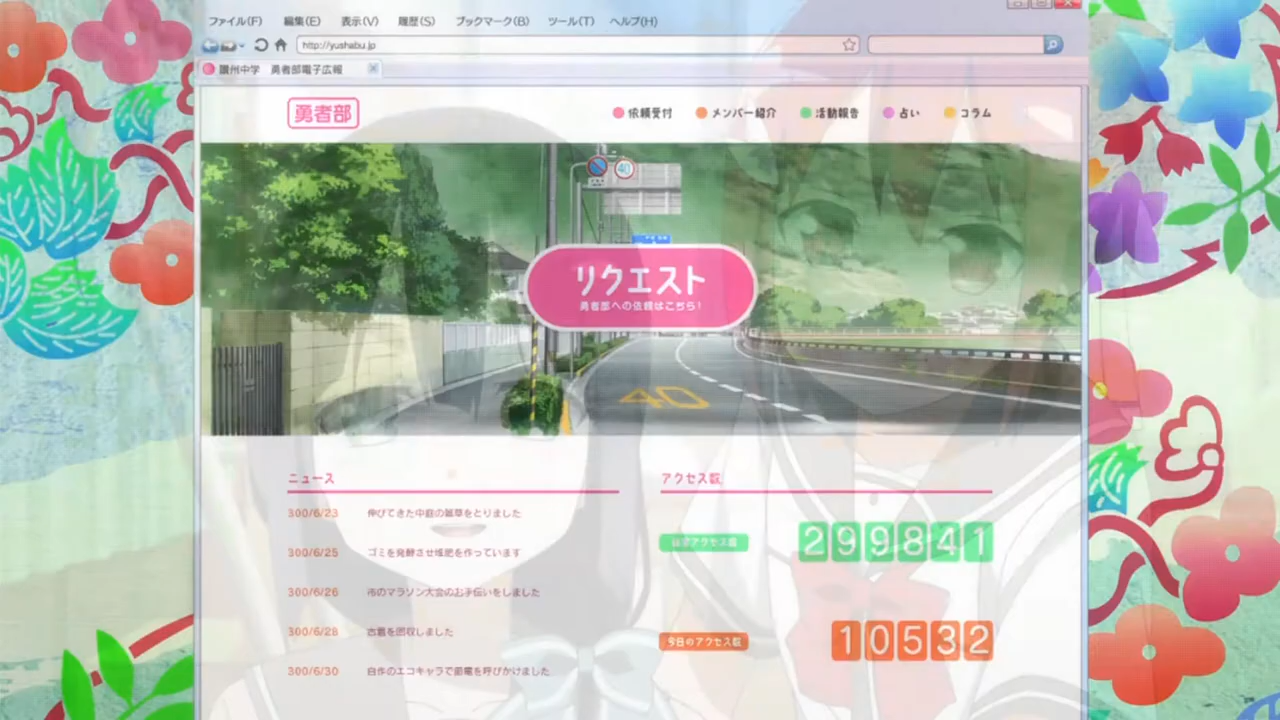 ファイル(F) 編集(E) 表示(V) 履歴(S) ブックマーク(B) ツール(T) ヘルプ(H)
http://yushabu.jp
讃州中学 勇者部電子広報
勇者部
依頼受付 メンバー紹介 活動報告 占い コラム
40
リクエスト
勇者部への依頼はこちら!
40
ニュース
300/6/23 伸びてきた中庭の雑草をとりました
300/6/25 ゴミを発酵させ堆肥を作っています
300/6/26 市のマラソン大会のお手伝いをしました
300/6/28 古着を回収しました
300/6/30 自作のエコキャラで節電を呼びかけました
アクセス数
299841
今日のアクセス数
10532